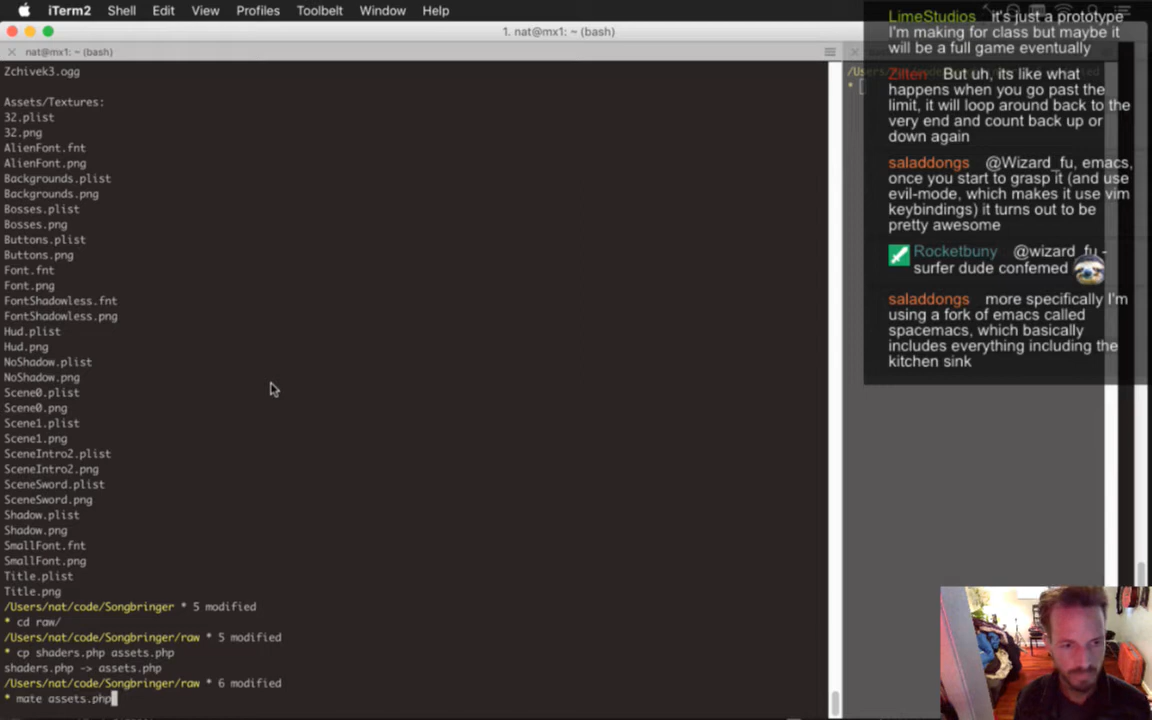 iTerm2 Shell Edit View Profiles Toolbelt Window Help
1. nat@mx1: ~ (bash)
nat@mx1: ~ (bash)
Zchivek3.ogg
Assets/Textures:
32.plist
32.png
AlienFont.fnt
AlienFont.png
Backgrounds.plist
Backgrounds.png
Bosses.plist
Bosses.png
Buttons.plist
Buttons.png
Font.fnt
Font.png
FontShadowless.fnt
FontShadowless.png
Hud.plist
Hud.png
NoShadow.plist
NoShadow.png
Scene0.plist
Scene0.png
Scene1.plist
Scene1.png
SceneIntro2.plist
SceneIntro2.png
SceneSword.plist
SceneSword.png
Shadow.plist
Shadow.png
SmallFont.fnt
SmallFont.png
Title.plist
Title.png
/Users/nat/code/Songbringer * 5 modified
* cd raw/
/Users/nat/code/Songbringer/raw * 5 modified
* cp shaders.php assets.php
shaders.php -> assets.php
/Users/nat/code/Songbringer/raw * 6 modified
* mate assets.php
LimeStudios it's just a prototype
I'm making for class but maybe it
will be a full game eventually
Zilten But uh, its like what
happens when you go past the
limit, it will loop around back to the
very end and count back up or
down again
saladdongs @Wizard_fu, emacs,
once you start to grasp it (and use
evil-mode, which makes it use vim
keybindings) it turns out to be
pretty awesome
Rocketbuny @wizard_fu -
surfer dude confemed
saladdongs more specifically I'm
using a fork of emacs called
spacemacs, which basically
includes everything including the
kitchen sink